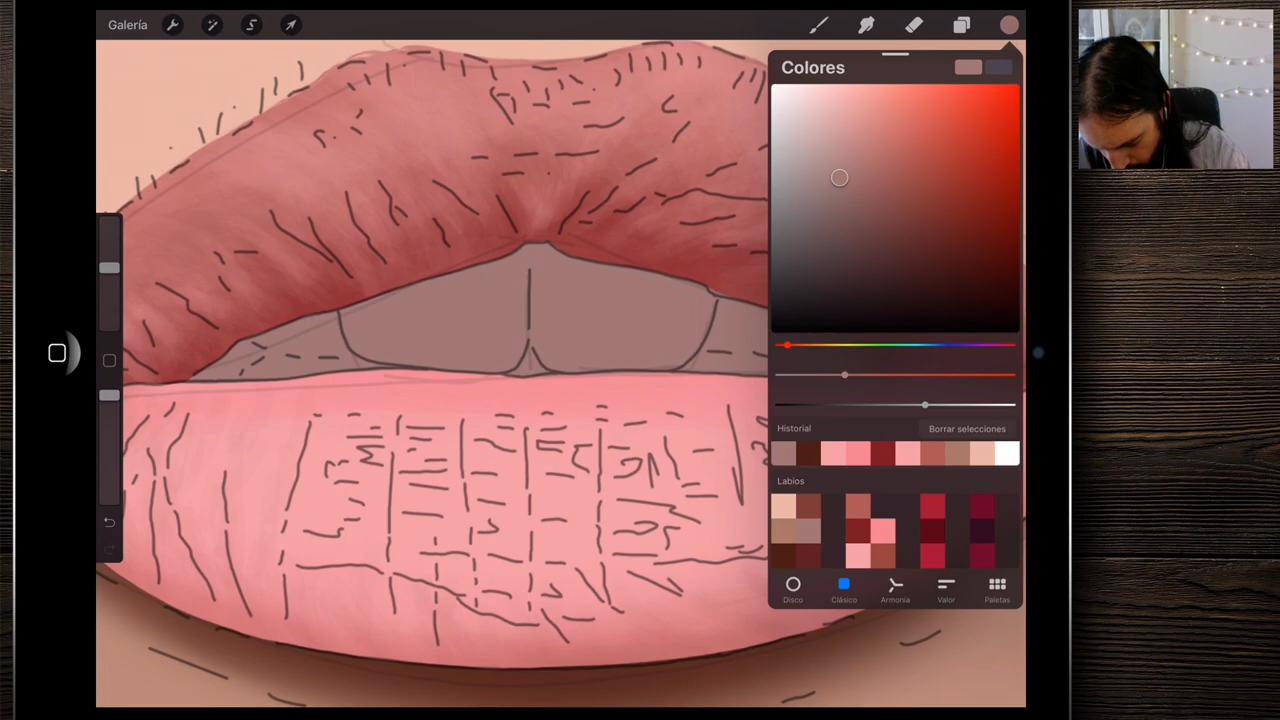 Galería
Colores
Historial
Borrar selecciones
Labios
Disco
Clásico
Armonía
Valor
Paletas